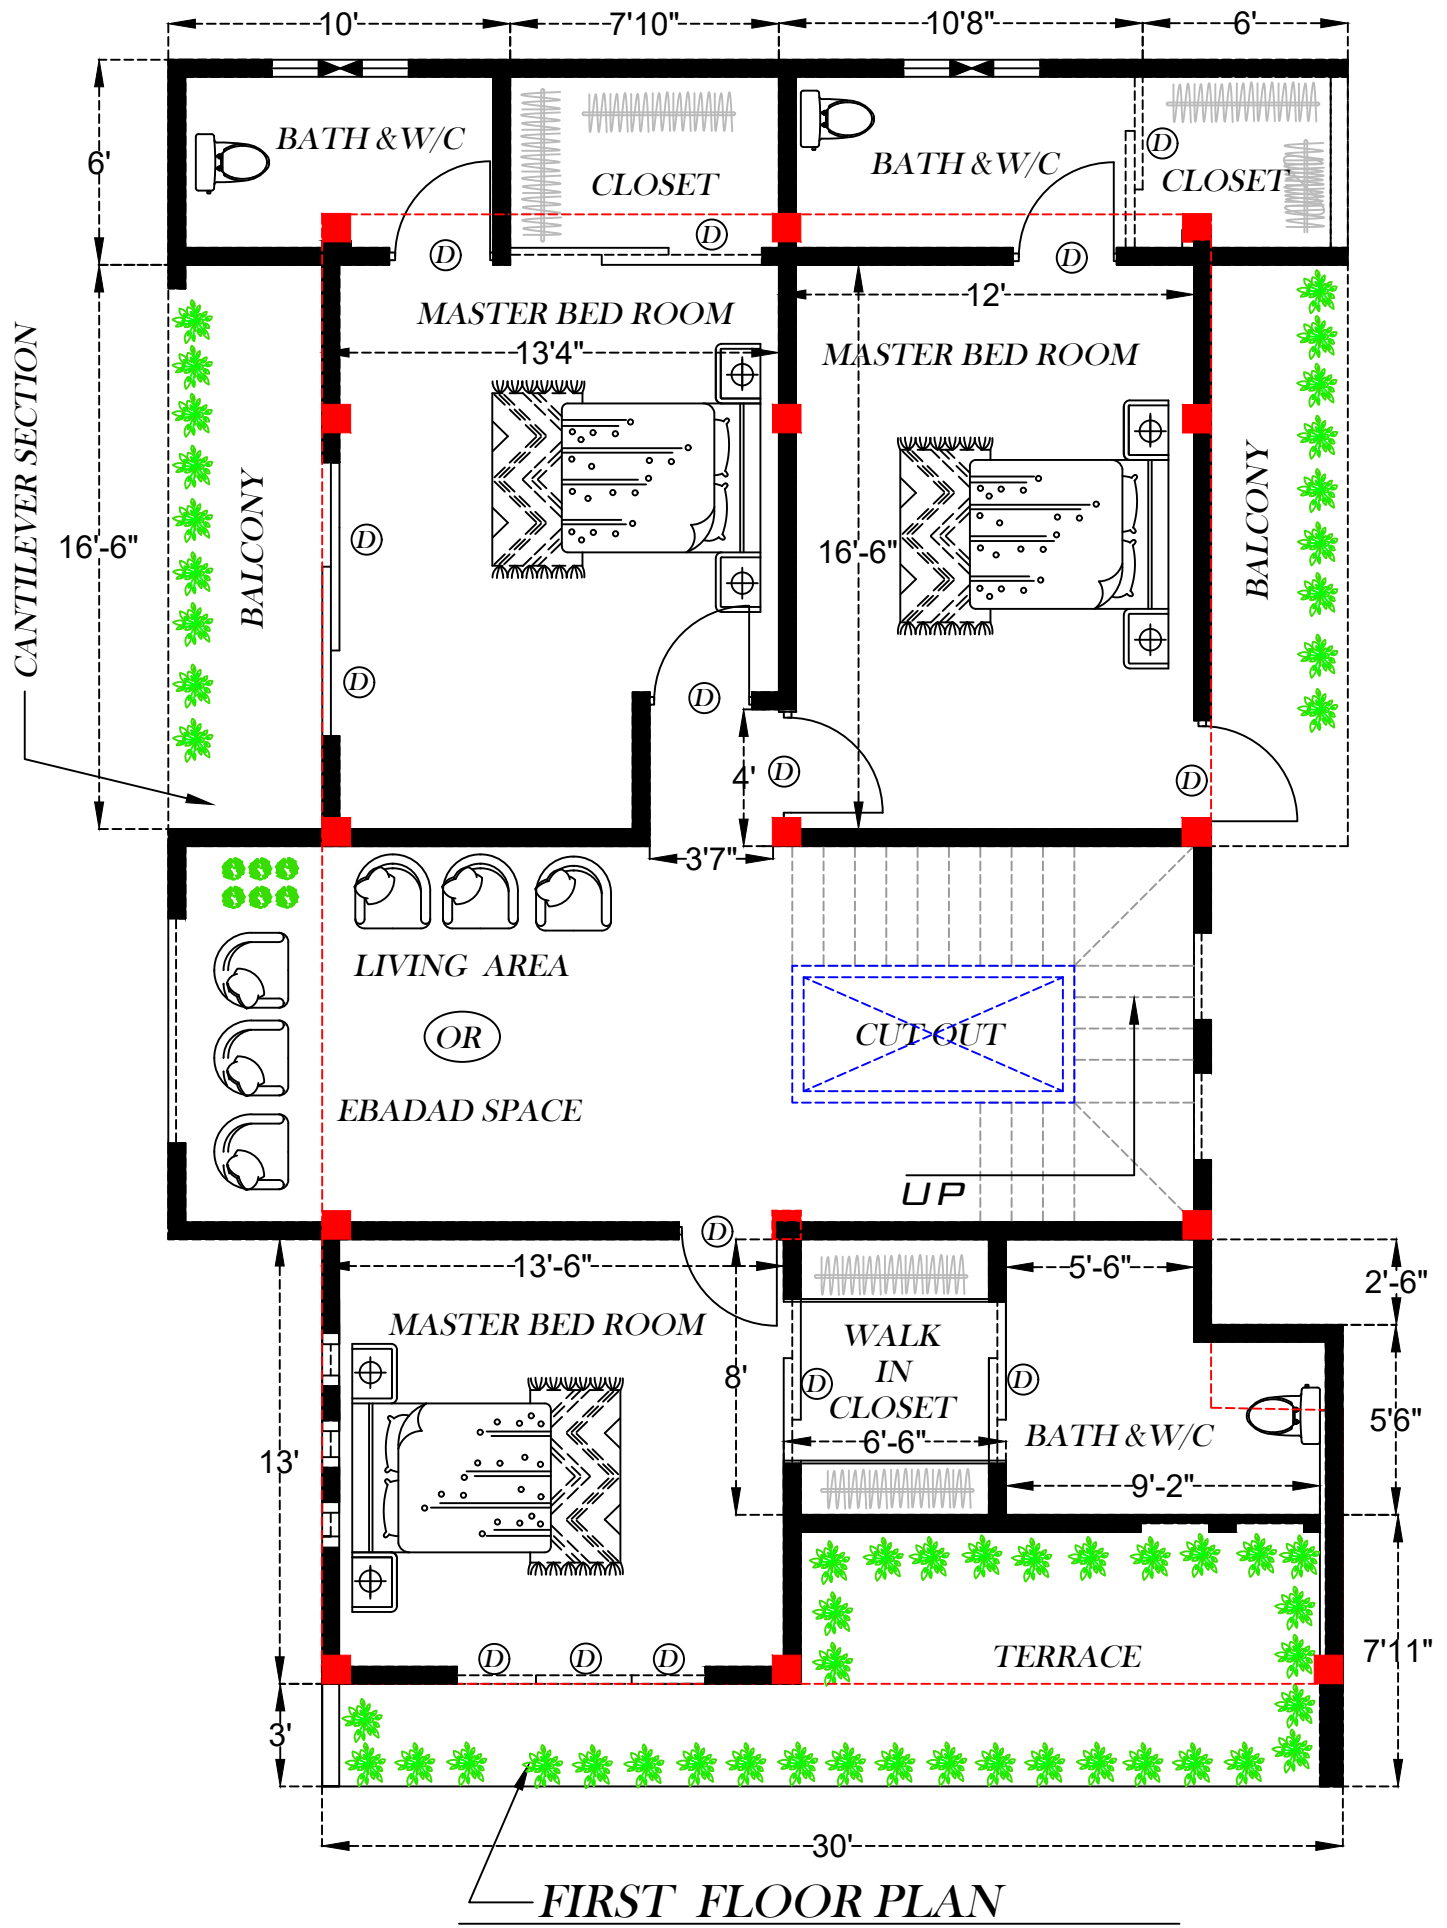 10'
7'10"
10'8"
6'
6'
BATH &W/C
CLOSET
BATH &W/C
D
CLOSET
D
D
D
12'
MASTER BED ROOM
13'4"
MASTER BED ROOM
CANTILEVER SECTION
16'-6"
BALCONY
D
16'-6"
BALCONY
D
D
4'
D
D
3'7"
LIVING AREA
OR
EBADAD SPACE
CUT OUT
UP
D
13'-6"
5'-6"
2'-6"
MASTER BED ROOM
WALK
IN
CLOSET
8'
D
D
6'-6"
BATH &W/C
5'6"
13'
9'-2"
D
D
D
TERRACE
7'11"
3'
30'
FIRST FLOOR PLAN